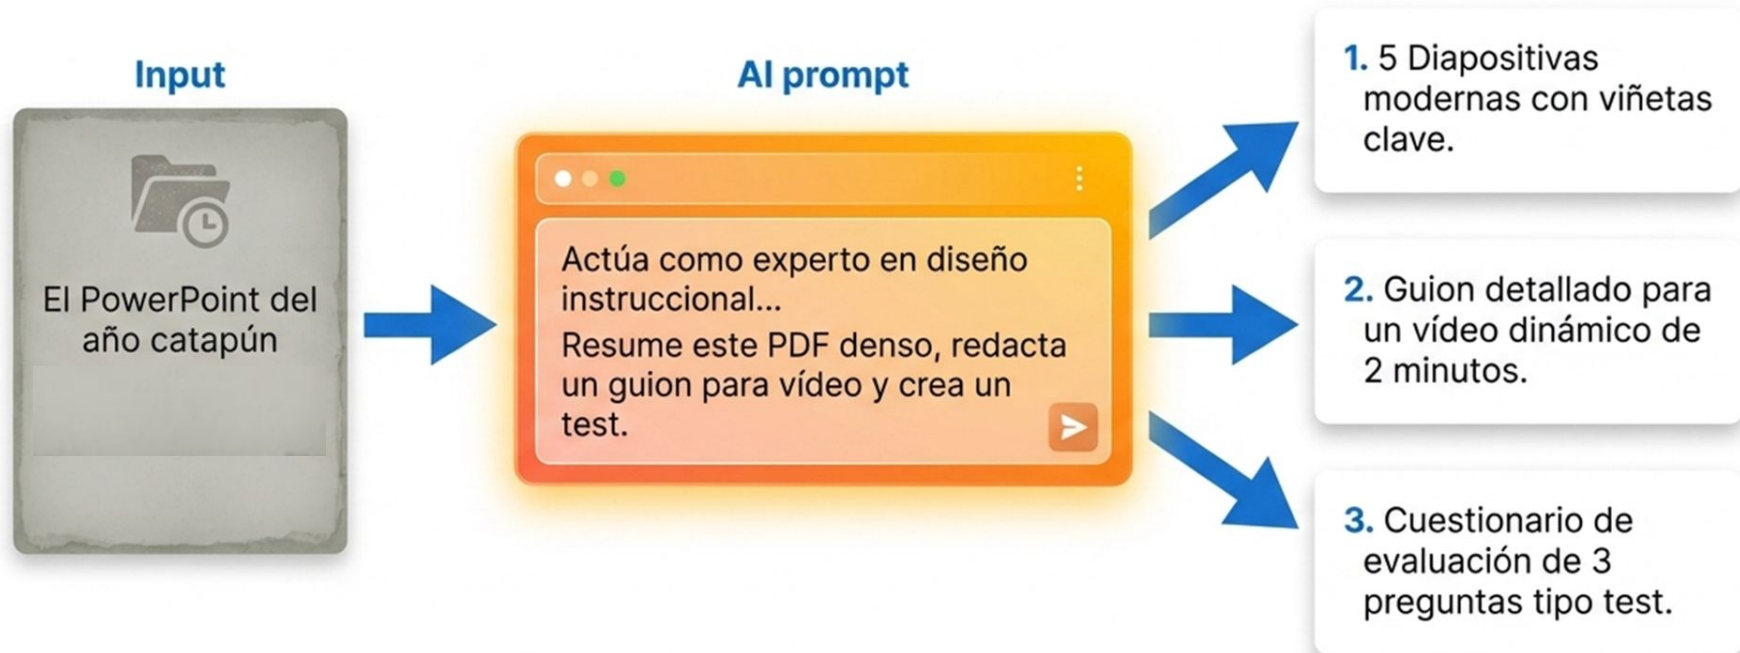 Input
El PowerPoint del
año catapún
AI prompt
Actúa como experto en diseño
instruccional...
Resume este PDF denso, redacta
un guion para vídeo y crea un
test.
1. 5 Diapositivas
modernas con viñetas
clave.
2. Guion detallado para
un vídeo dinámico de
2 minutos.
3. Cuestionario de
evaluación de 3
preguntas tipo test.